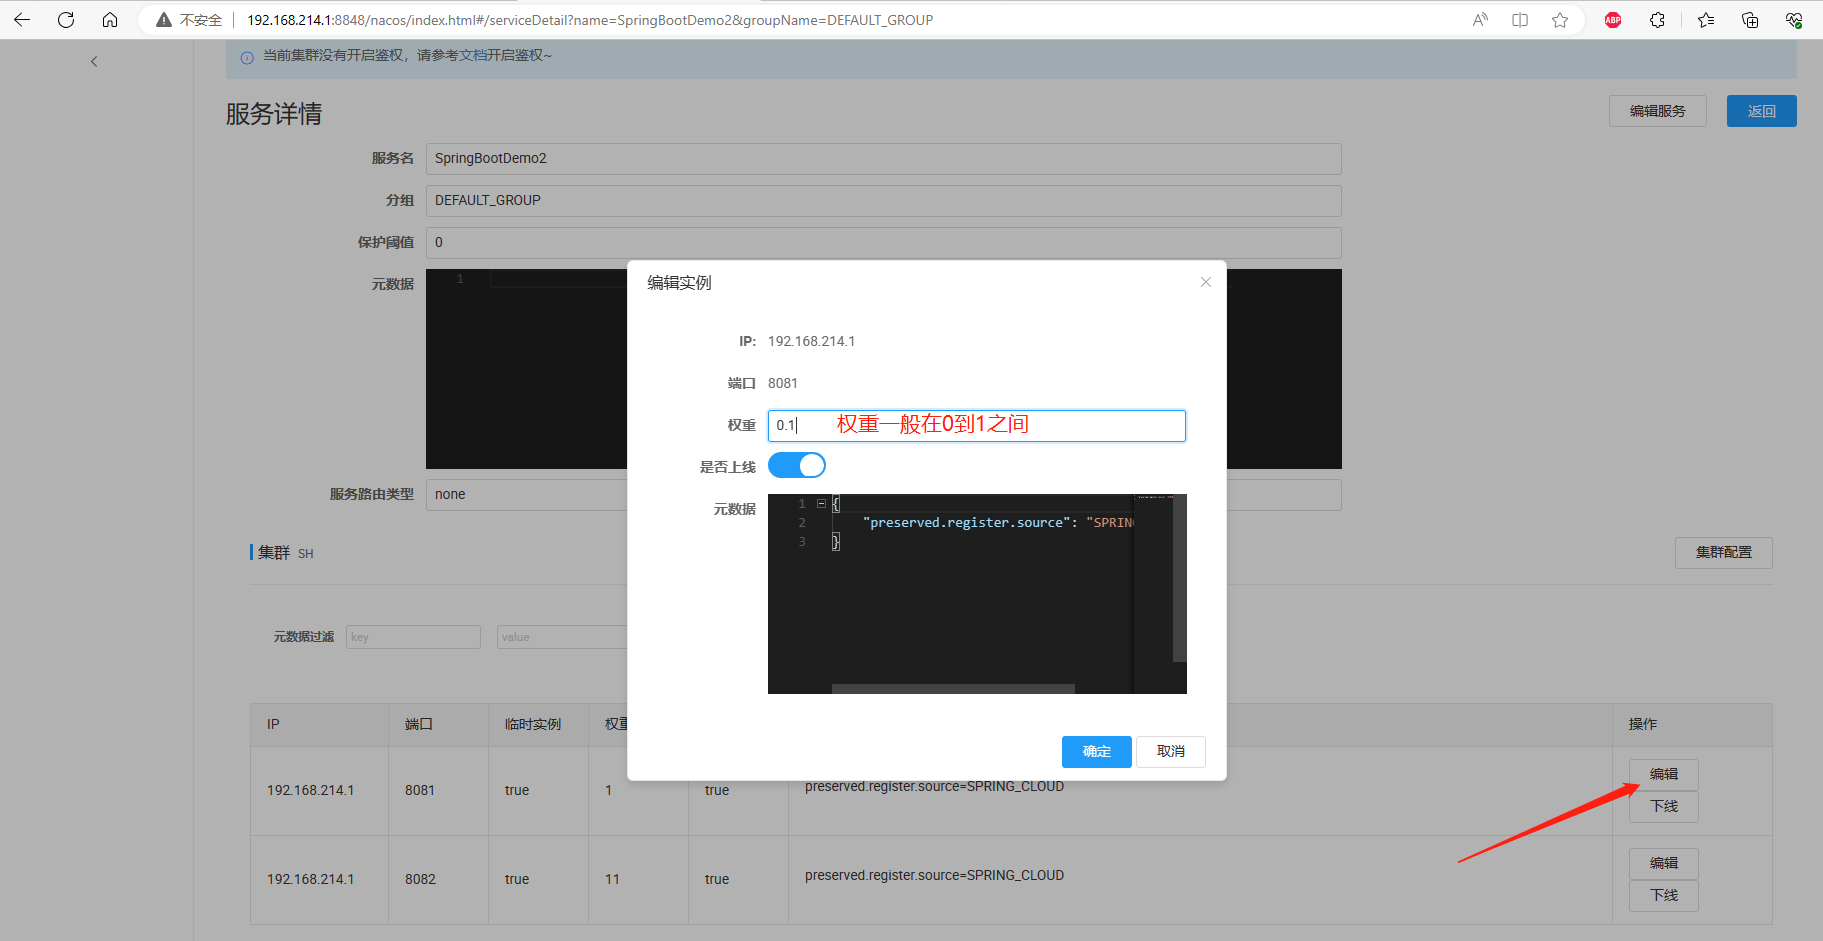 不安全 192.168.214.1:8848/nacos/index.html#/serviceDetail?name=SpringBootDemo2&groupName=DEFAULT_GROUP
ABP
当前集群没有开启鉴权，请参考文档开启鉴权~
服务详情
编辑服务
返回
服务名 SpringBootDemo2
分组 DEFAULT_GROUP
保护阈值 0
元数据
1
服务路由类型 none
集群 SH
集群配置
元数据过滤 key value
IP 端口 临时实例 权重 操作
192.168.214.1 8081 true 1 true preserved.register.source=SPRING_CLOUD 编辑
下线
192.168.214.1 8082 true 11 true preserved.register.source=SPRING_CLOUD 编辑
下线
编辑实例
IP: 192.168.214.1
端口 8081
权重 0.1 权重一般在0到1之间
是否上线
元数据
1 {
2 "preserved.register.source": "SPRIN
3 }
确定 取消